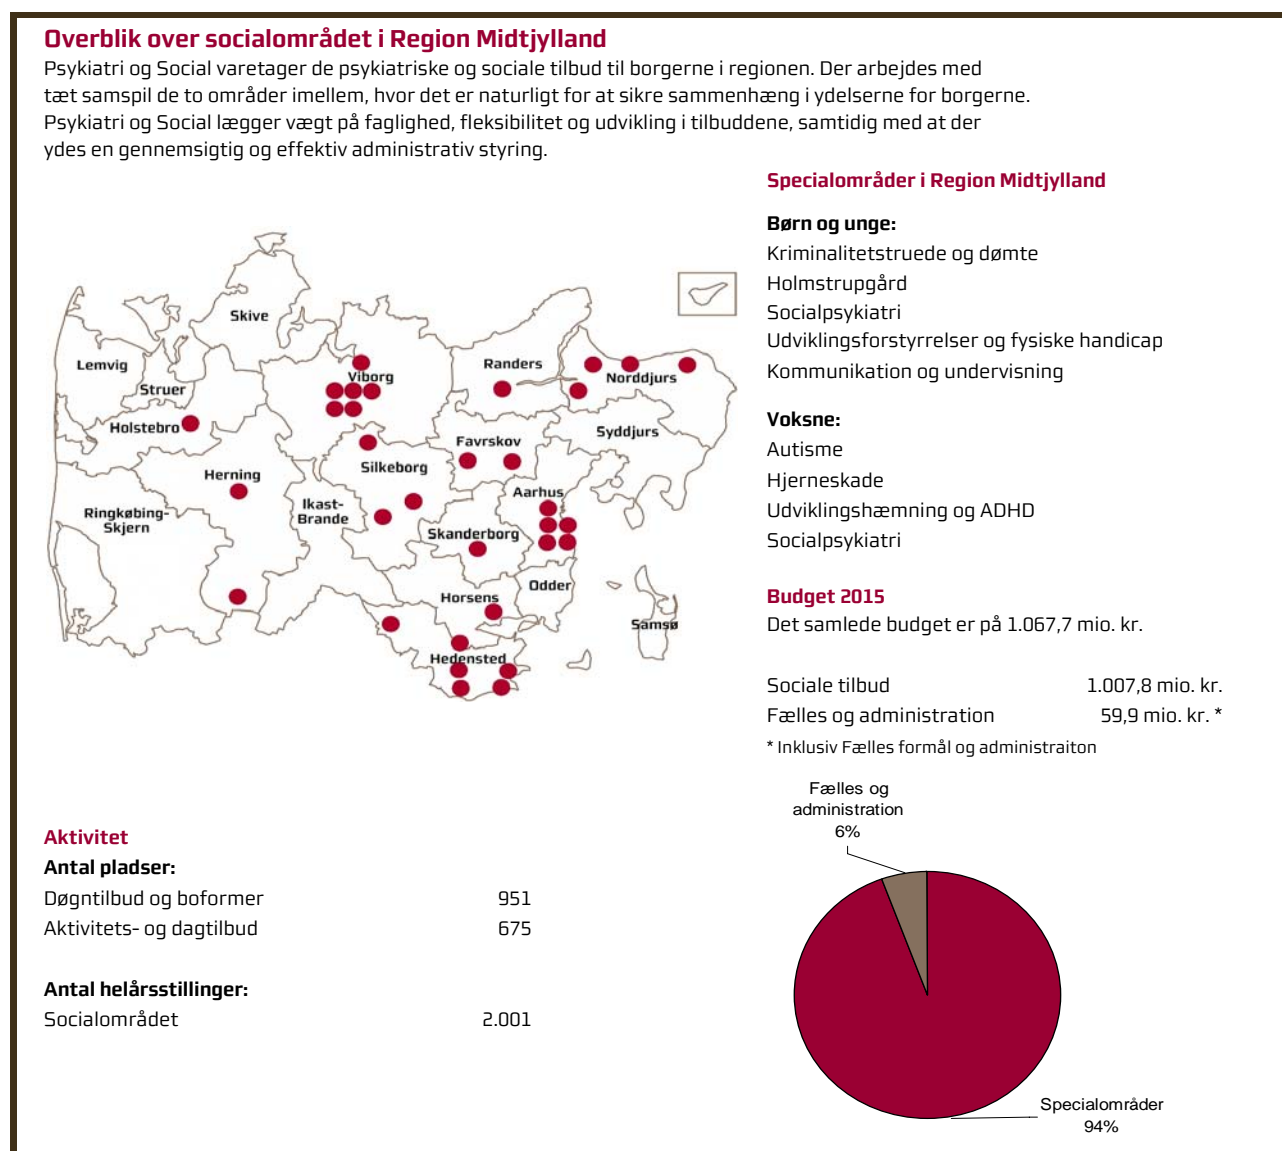 Overblik over socialområdet i Region Midtjylland
Psykiatri og Social varetager de psykiatriske og sociale tilbud til borgerne i regionen. Der arbejdes med
tæt samspil de to områder imellem, hvor det er naturligt for at sikre sammenhæng i ydelserne for borgerne.
Psykiatri og Social lægger vægt på faglighed, fleksibilitet og udvikling i tilbuddene, samtidig med at der
ydes en gennemsigtig og effektiv administrativ styring.
Skive
Lemvig
Struer
Viborg
Randers
Norddjurs
Holstebro
Favrskov
Syddjurs
Herning
Silkeborg
Aarhus
Ringkøbing-
Skjern
Ikast-
Brande
Skanderborg
Odder
Horsens
Samsø
Hedensted
Specialområder i Region Midtjylland
Børn og unge:
Kriminalitetstruede og dømte
Holmstrupgård
Socialpsykiatri
Udviklingsforstyrrelser og fysiske handicap
Kommunikation og undervisning
Voksne:
Autisme
Hjerneskade
Udviklingshæmning og ADHD
Socialpsykiatri
Budget 2015
Det samlede budget er på 1.067,7 mio. kr.
Sociale tilbud 1.007,8 mio. kr.
Fælles og administration 59,9 mio. kr. *
* Inklusiv Fælles formål og administraiton
Aktivitet
Antal pladser:
Døgntilbud og boformer 951
Aktivitets- og dagtilbud 675
Antal helårsstillinger:
Socialområdet 2.001
Fælles og
administration
6%
Specialområder
94%